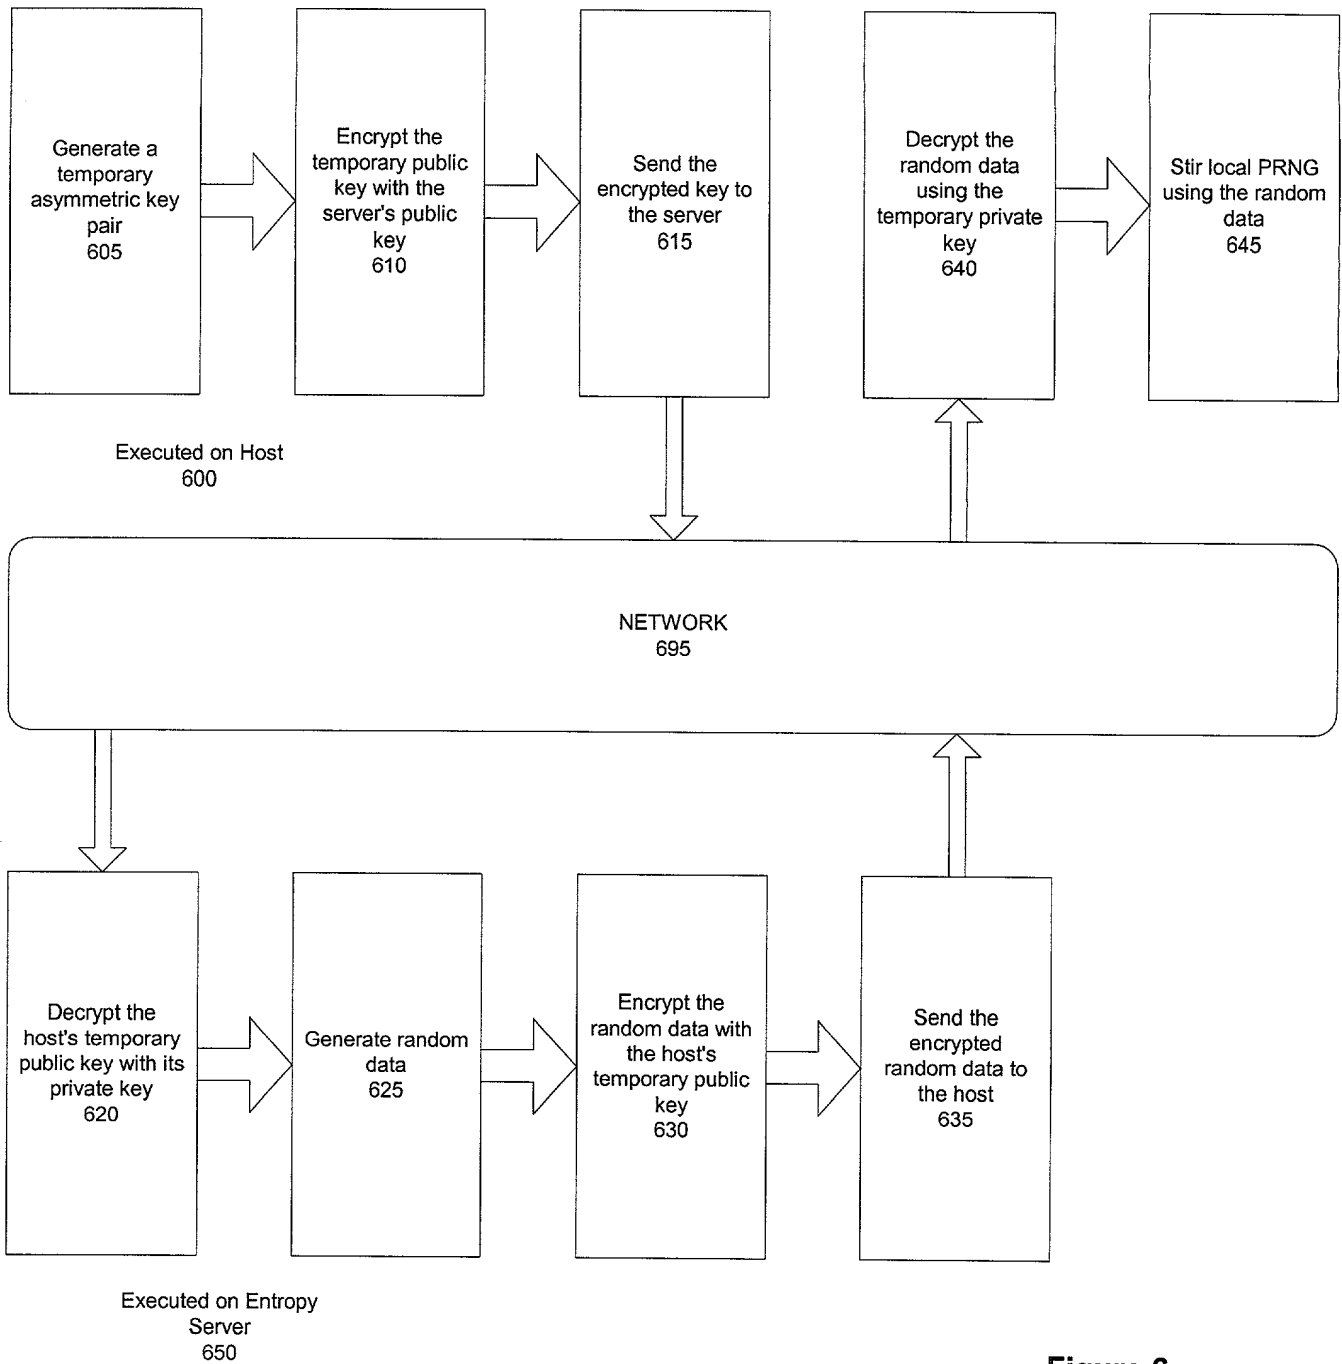 Generate a
temporary
asymmetric key
pair
605
Encrypt the
temporary public
key with the
server's public
key
610
Send the
encrypted key to
the server
615
Decrypt the
random data
using the
temporary private
key
640
Stir local PRNG
using the random
data
645
Executed on Host
600
NETWORK
695
Decrypt the
host's temporary
public key with its
private key
620
Generate random
data
625
Encrypt the
random data with
the host's
temporary public
key
630
Send the
encrypted
random data to
the host
635
Executed on Entropy
Server
650
Figure 6